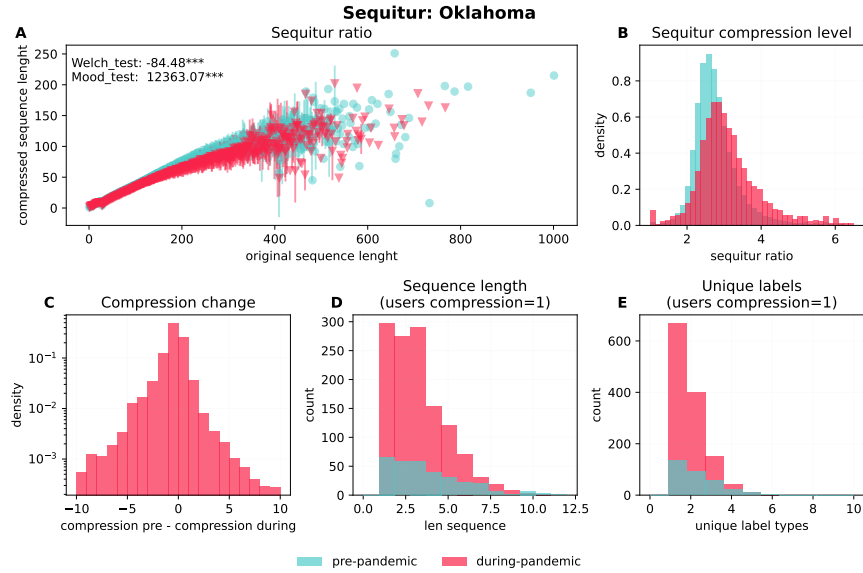 Sequitur: Oklahoma
A
Sequitur ratio
Welch_test: -84.48***
Mood_test: 12363.07***
compressed sequence lenght
250
200
150
100
50
0
0 200 400 600 800 1000
original sequence lenght
B
Sequitur compression level
density
0.8
0.6
0.4
0.2
0.0
2 4 6
sequitur ratio
C
Compression change
density
10⁻¹
10⁻²
10⁻³
−10 −5 0 5 10
compression pre - compression during
D
Sequence length
(users compression=1)
count
300
250
200
150
100
50
0
0.0 2.5 5.0 7.5 10.0 12.5
len sequence
E
Unique labels
(users compression=1)
count
600
400
200
0
0 2 4 6 8 10
unique label types
pre-pandemic
during-pandemic